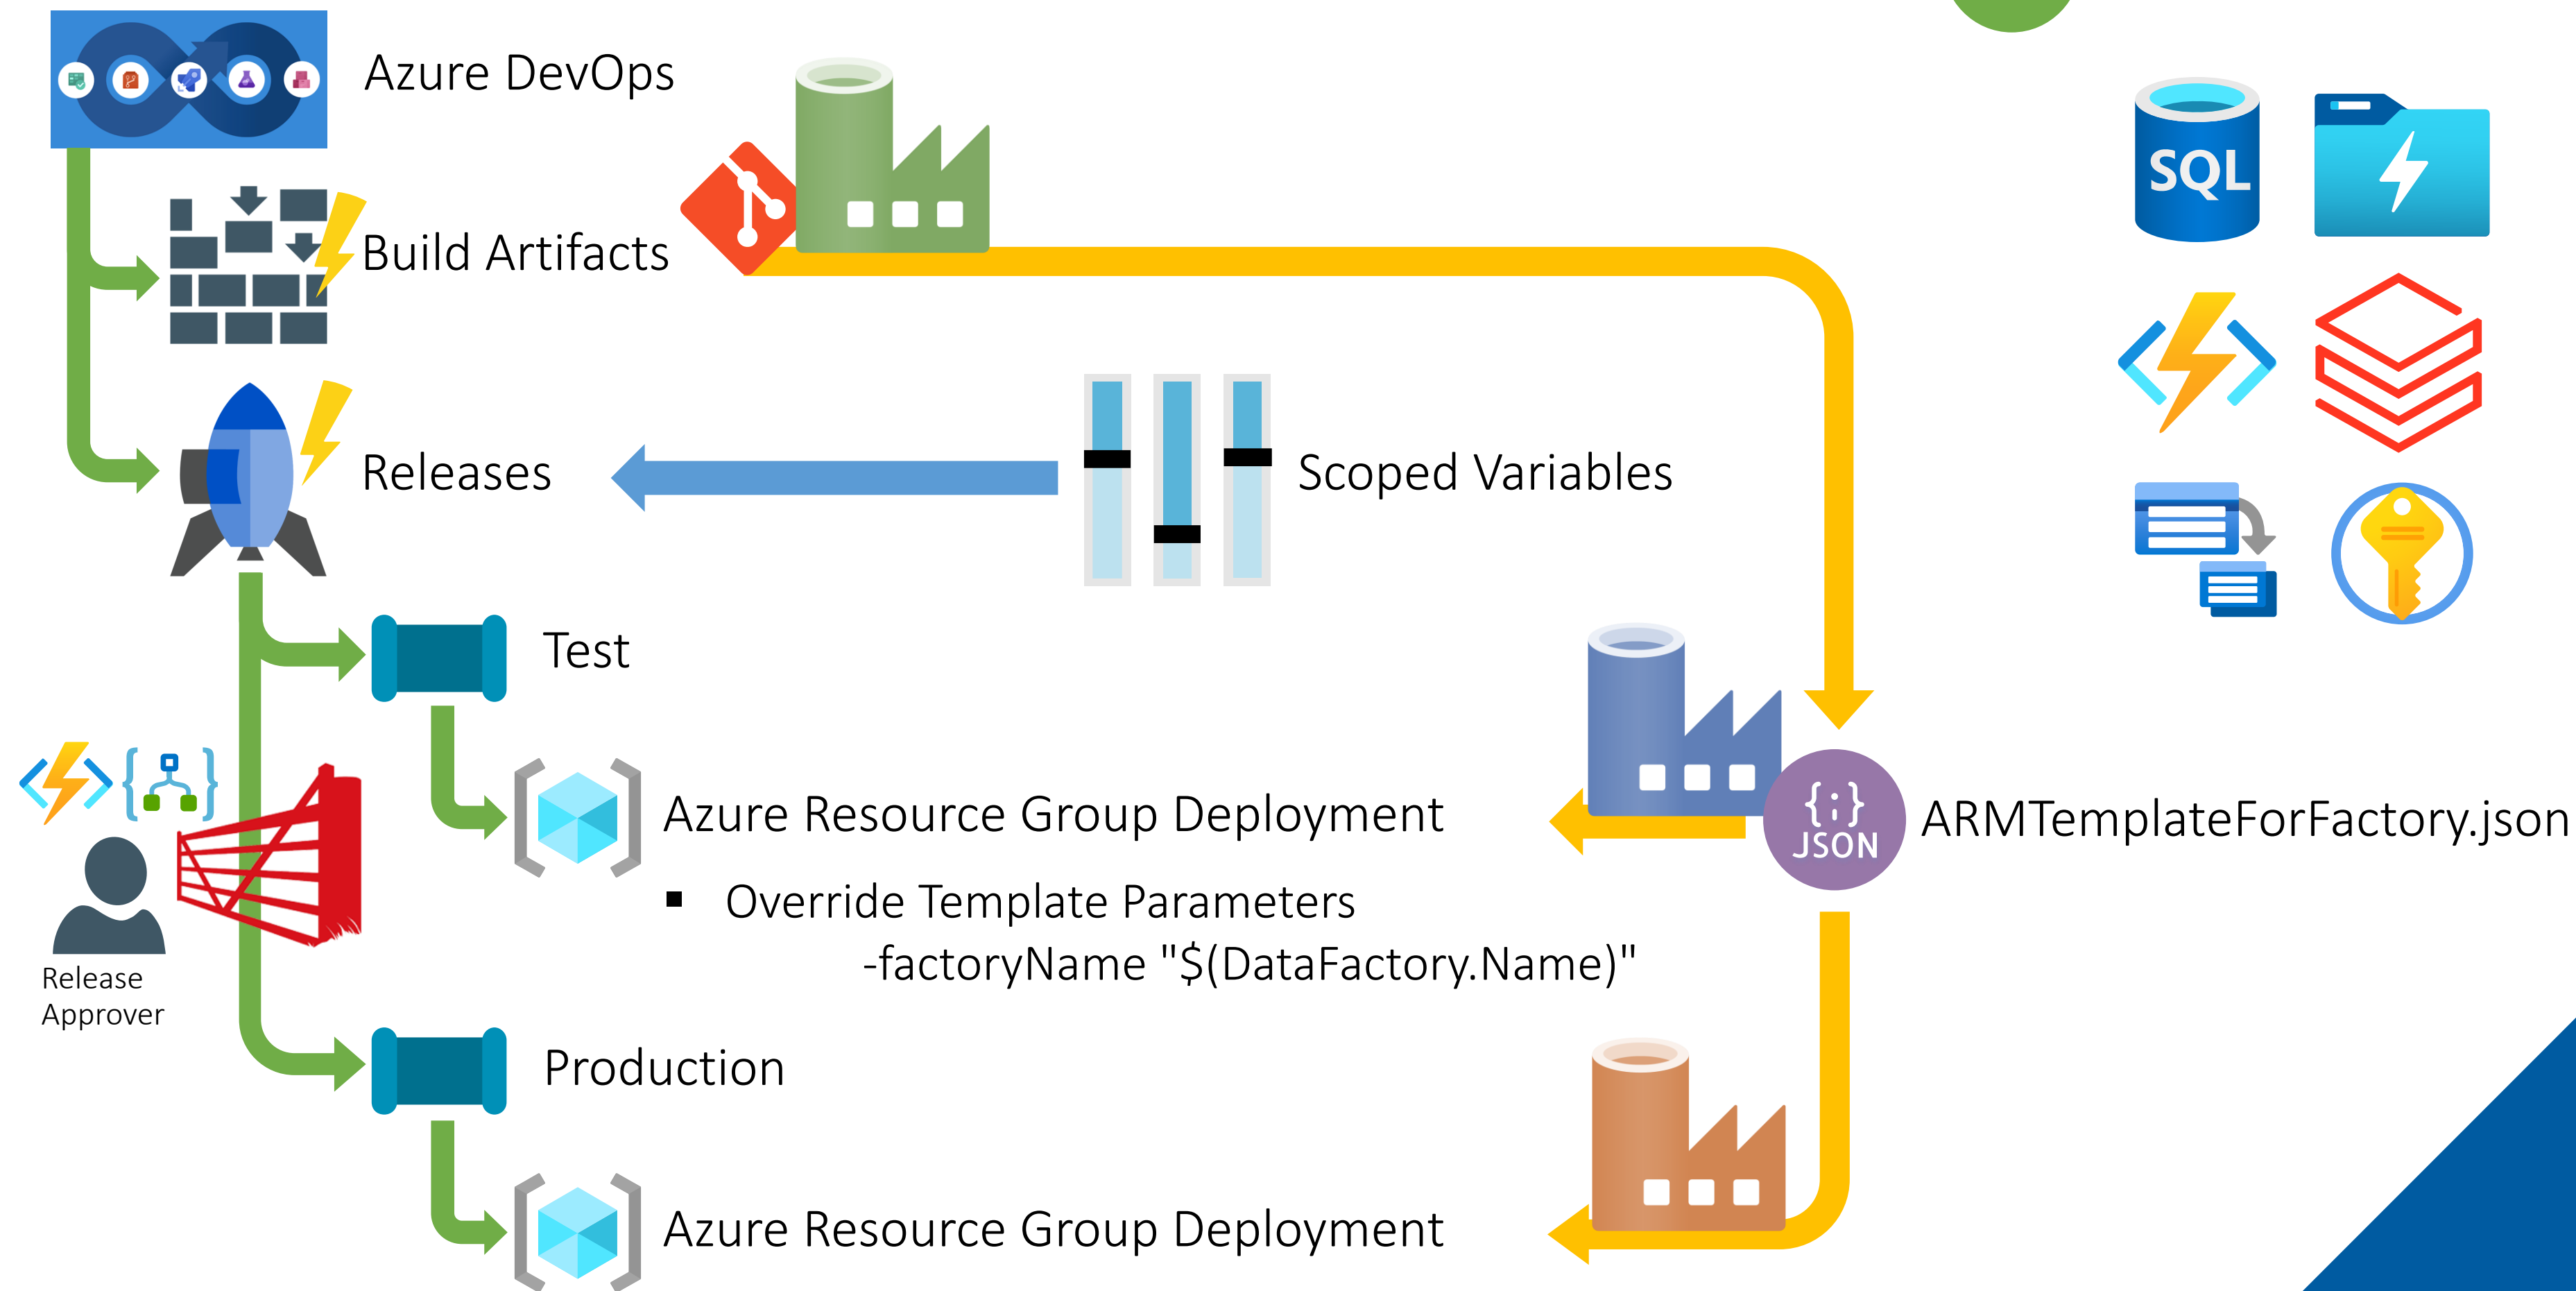 Azure DevOps
Build Artifacts
SQL
Releases
Scoped Variables
Test
Azure Resource Group Deployment
{:}
JSON
ARMTemplateForFactory.json
▪ Override Template Parameters
-factoryName "$(DataFactory.Name)"
Release
Approver
Production
Azure Resource Group Deployment